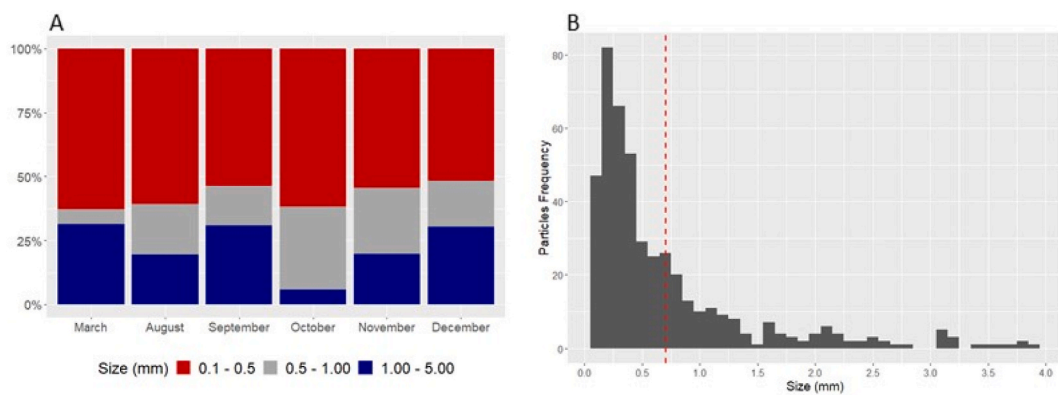 A
100%
75%
50%
25%
0%
March August September October November December
Size (mm) 0.1 - 0.5 0.5 - 1.00 1.00 - 5.00
B
Particles Frequency
80
60
40
20
0
0.0 0.5 1.0 1.5 2.0 2.5 3.0 3.5 4.0
Size (mm)